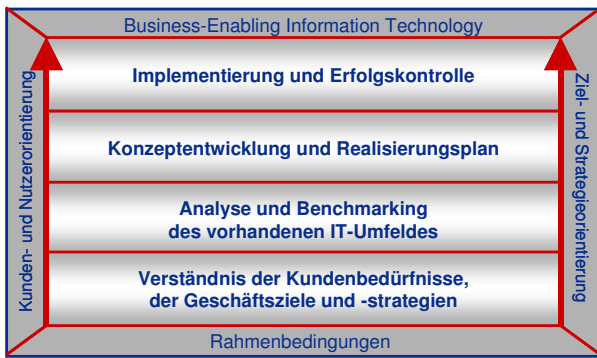 Business-Enabling Information Technology
Kunden- und Nutzerorientierung
Implementierung und Erfolgskontrolle
Konzeptentwicklung und Realisierungsplan
Analyse und Benchmarking
des vorhandenen IT-Umfeldes
Verständnis der Kundenbedürfnisse,
der Geschäftsziele und -strategien
Ziel- und Strategieorientierung
Rahmenbedingungen